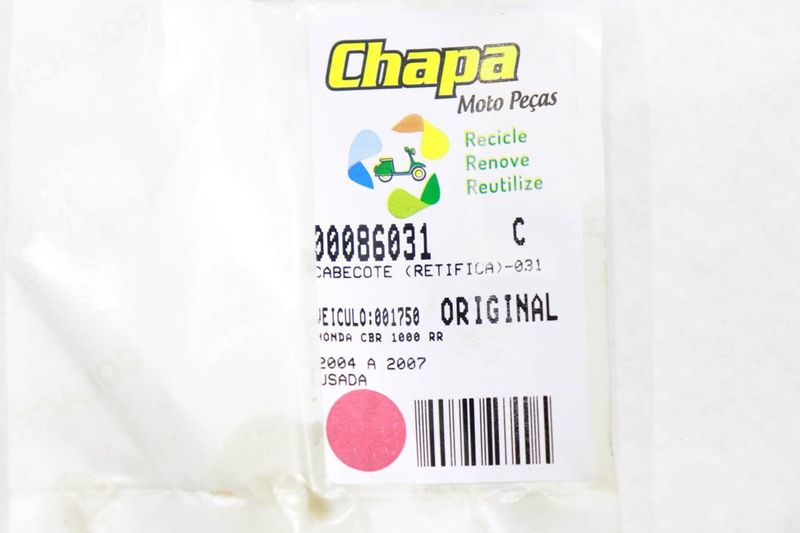 Chapa
Moto Peças
Recicle
Renove
Reutilize
00086031 C
CABECOTE (RETIFICA)-031
VEICULO:001750 ORIGINAL
HONDA CBR 1000 RR
2004 A 2007
USADA